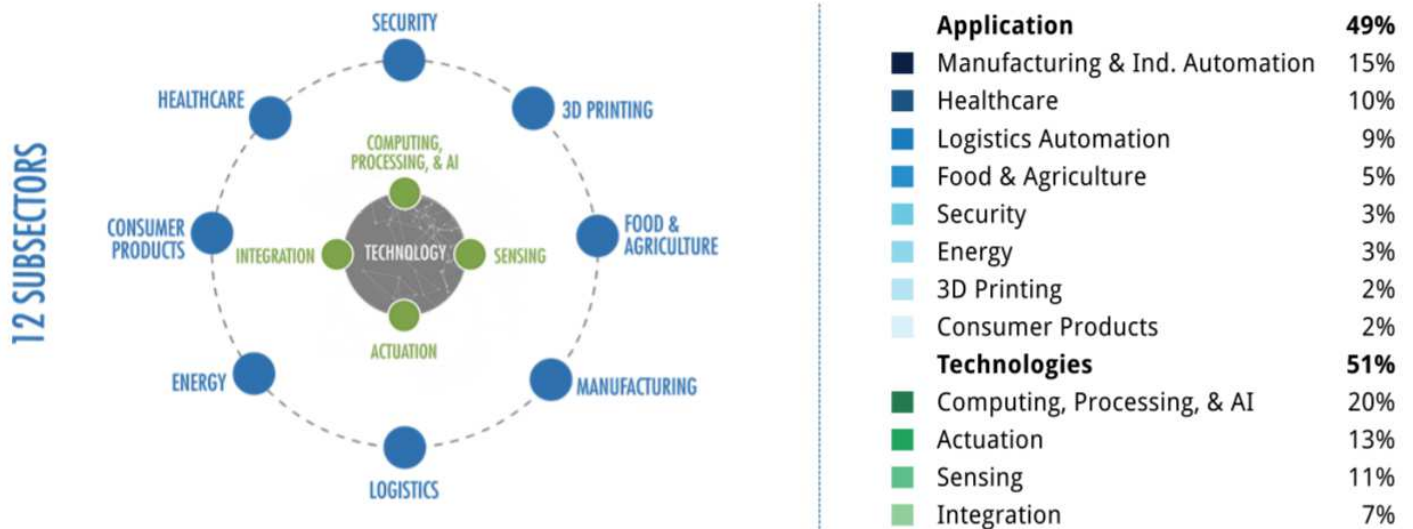 12 SUBSECTORS
SECURITY
HEALTHCARE
3D PRINTING
COMPUTING,
PROCESSING, & AI
CONSUMER
PRODUCTS
INTEGRATION
TECHNOLOGY
SENSING
FOOD &
AGRICULTURE
ACTUATION
ENERGY
MANUFACTURING
LOGISTICS
Application 49%
Manufacturing & Ind. Automation 15%
Healthcare 10%
Logistics Automation 9%
Food & Agriculture 5%
Security 3%
Energy 3%
3D Printing 2%
Consumer Products 2%
Technologies 51%
Computing, Processing, & AI 20%
Actuation 13%
Sensing 11%
Integration 7%